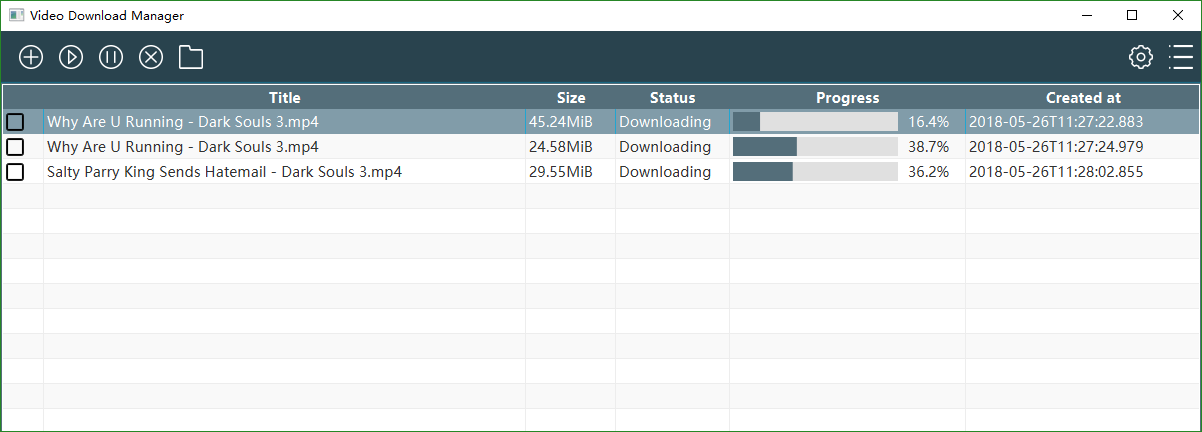 Video Download Manager
Title Size Status Progress Created at
Why Are U Running - Dark Souls 3.mp4 45.24MiB Downloading 16.4% 2018-05-26T11:27:22.883
Why Are U Running - Dark Souls 3.mp4 24.58MiB Downloading 38.7% 2018-05-26T11:27:24.979
Salty Parry King Sends Hatemail - Dark Souls 3.mp4 29.55MiB Downloading 36.2% 2018-05-26T11:28:02.855